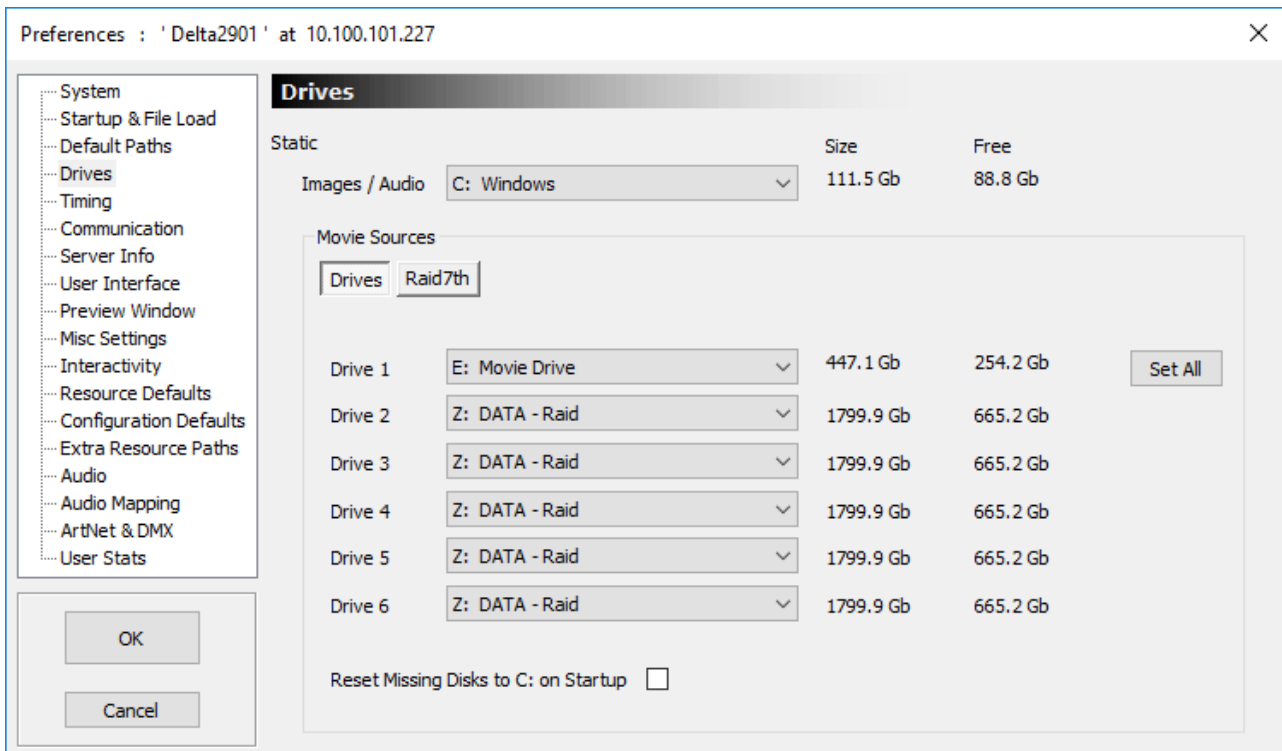 Preferences : 'Delta2901' at 10.100.101.227
System
Startup & File Load
Default Paths
Drives
Timing
Communication
Server Info
User Interface
Preview Window
Misc Settings
Interactivity
Resource Defaults
Configuration Defaults
Extra Resource Paths
Audio
Audio Mapping
ArtNet & DMX
User Stats
OK
Cancel
Drives
Static Size Free
Images / Audio C: Windows 111.5 Gb 88.8 Gb
Movie Sources
Drives Raid7th
Drive 1 E: Movie Drive 447.1 Gb 254.2 Gb Set All
Drive 2 Z: DATA - Raid 1799.9 Gb 665.2 Gb
Drive 3 Z: DATA - Raid 1799.9 Gb 665.2 Gb
Drive 4 Z: DATA - Raid 1799.9 Gb 665.2 Gb
Drive 5 Z: DATA - Raid 1799.9 Gb 665.2 Gb
Drive 6 Z: DATA - Raid 1799.9 Gb 665.2 Gb
Reset Missing Disks to C: on Startup